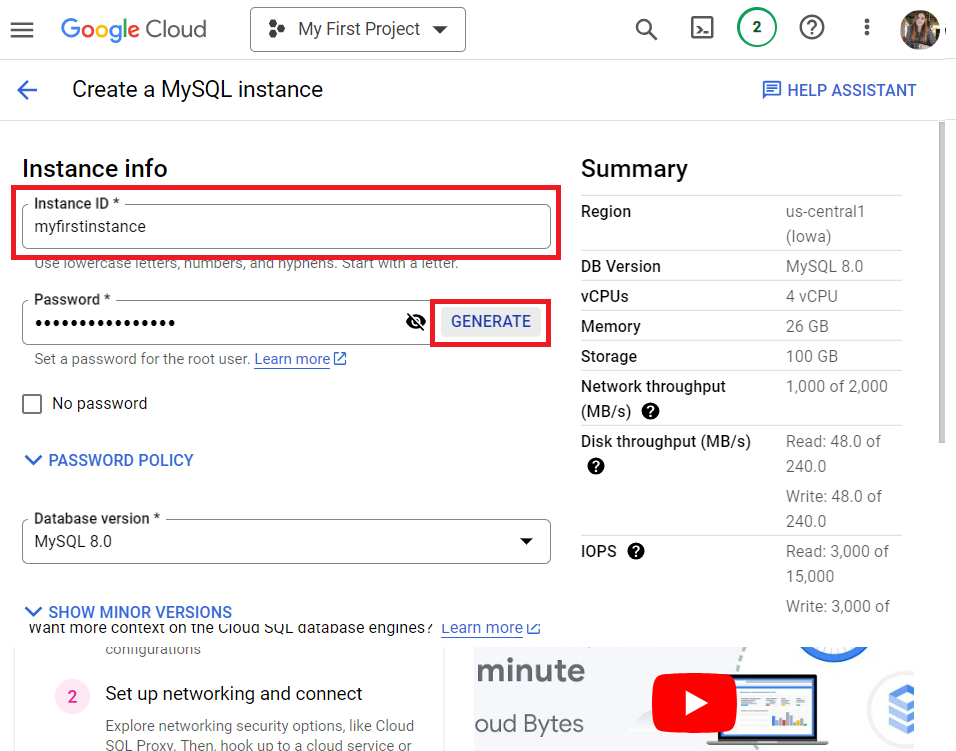 Google Cloud
My First Project
2
Create a MySQL instance
HELP ASSISTANT
Instance info
Instance ID *
myfirstinstance
Use lowercase letters, numbers, and hyphens. Start with a letter.
Password *
••••••••••••••••
GENERATE
Set a password for the root user. Learn more
No password
PASSWORD POLICY
Database version *
MySQL 8.0
SHOW MINOR VERSIONS
Want more context on the Cloud SQL database engines? Learn more
Summary
Region us-central1
(Iowa)
DB Version MySQL 8.0
vCPUs 4 vCPU
Memory 26 GB
Storage 100 GB
Network throughput 1,000 of 2,000
(MB/s)
Disk throughput (MB/s) Read: 48.0 of
240.0
Write: 48.0 of
240.0
IOPS Read: 3,000 of
15,000
Write: 3,000 of
configurations
2 Set up networking and connect
Explore networking security options, like Cloud
SQL Proxy. Then, hook up to a cloud service or
minute
oud Bytes